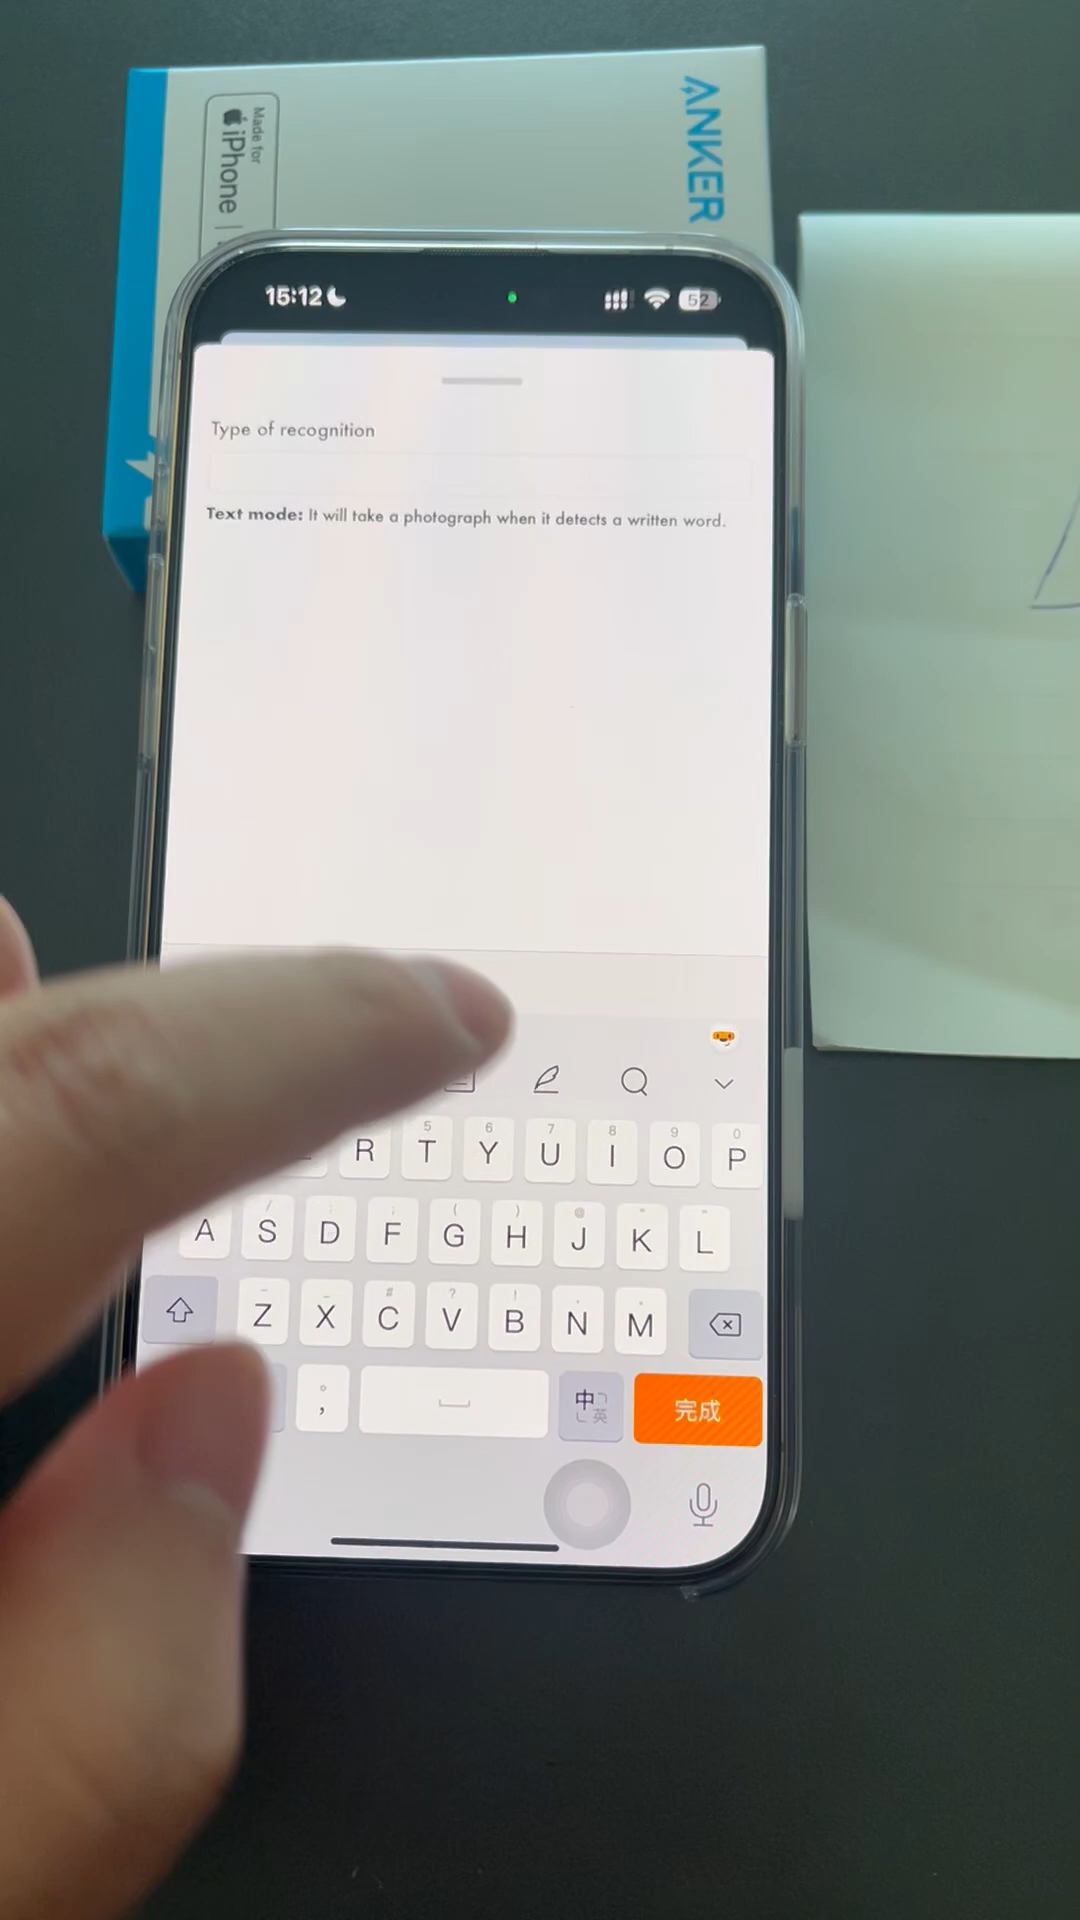 ANKER
Made for
iPhone
15:12
52
Type of recognition
Text mode: It will take a photograph when it detects a written word.
5 6 7 8 9 0
R T Y U I O P
/ : ; ( ) @ " "
A S D F G H J K L
# ? !
Z X C V B N M
, 中 英 完成